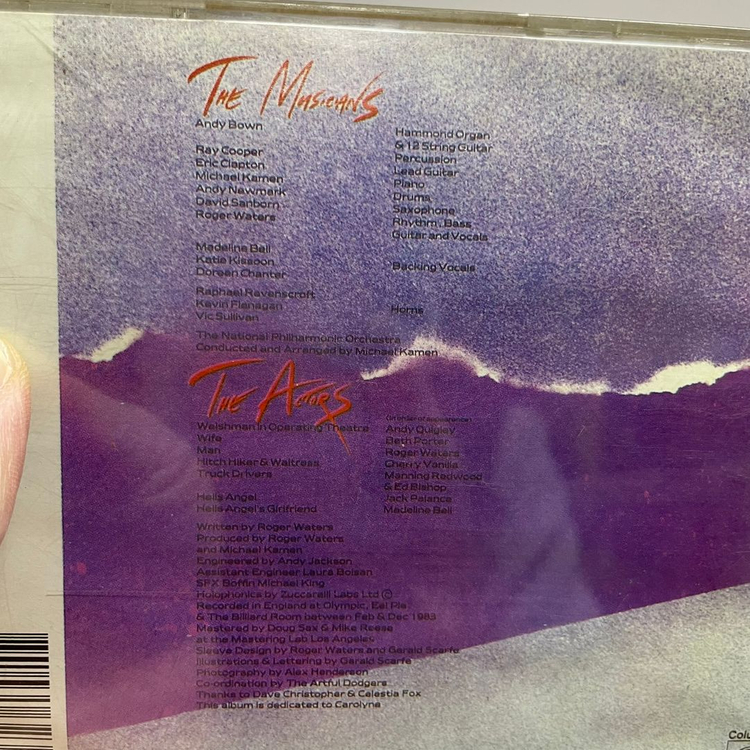 The Musicians
Andy Bown
Hammond Organ
& 12 String Guitar
Ray Cooper
Percussion
Eric Clapton
Lead Guitar
Michael Kamen
Piano
Andy Newmark
Drums
David Sanborn
Saxophone
Roger Waters
Rhythm, Bass
Guitar and Vocals
Madeline Bell
Katie Kissoon
Doreen Chanter
Backing Vocals
Raphael Ravenscroft
Kevin Flanagan
Vic Sullivan
Horns
The National Philharmonic Orchestra
Conducted and Arranged by Michael Kamen
The Actors
(in order of appearance)
Welshman in Operating Theatre
Andy Quigley
Wife
Beth Porter
Man
Roger Waters
Hitch Hiker & Waitress
Cherry Vanilla
Truck Drivers
Manning Redwood
& Ed Bishop
Hells Angel
Jack Palance
Hells Angel's Girlfriend
Madeline Bell
Written by Roger Waters
Produced by Roger Waters
and Michael Kamen
Engineered by Andy Jackson
Assistant Engineer Laura Boisan
SFX Boffin Michael King
Holophonics by Zuccarelli Labs Ltd ©
Recorded in England at Olympic, Eel Pie
& The Billiard Room between Feb & Dec 1983
Mastered by Doug Sax & Mike Reese
at the Mastering Lab Los Angeles
Sleeve Design by Roger Waters and Gerald Scarfe
Illustrations & Lettering by Gerald Scarfe
Photography by Alex Henderson
Co-ordination by The Artful Dodgers
Thanks to Dave Christopher & Celestia Fox
This album is dedicated to Carolyne